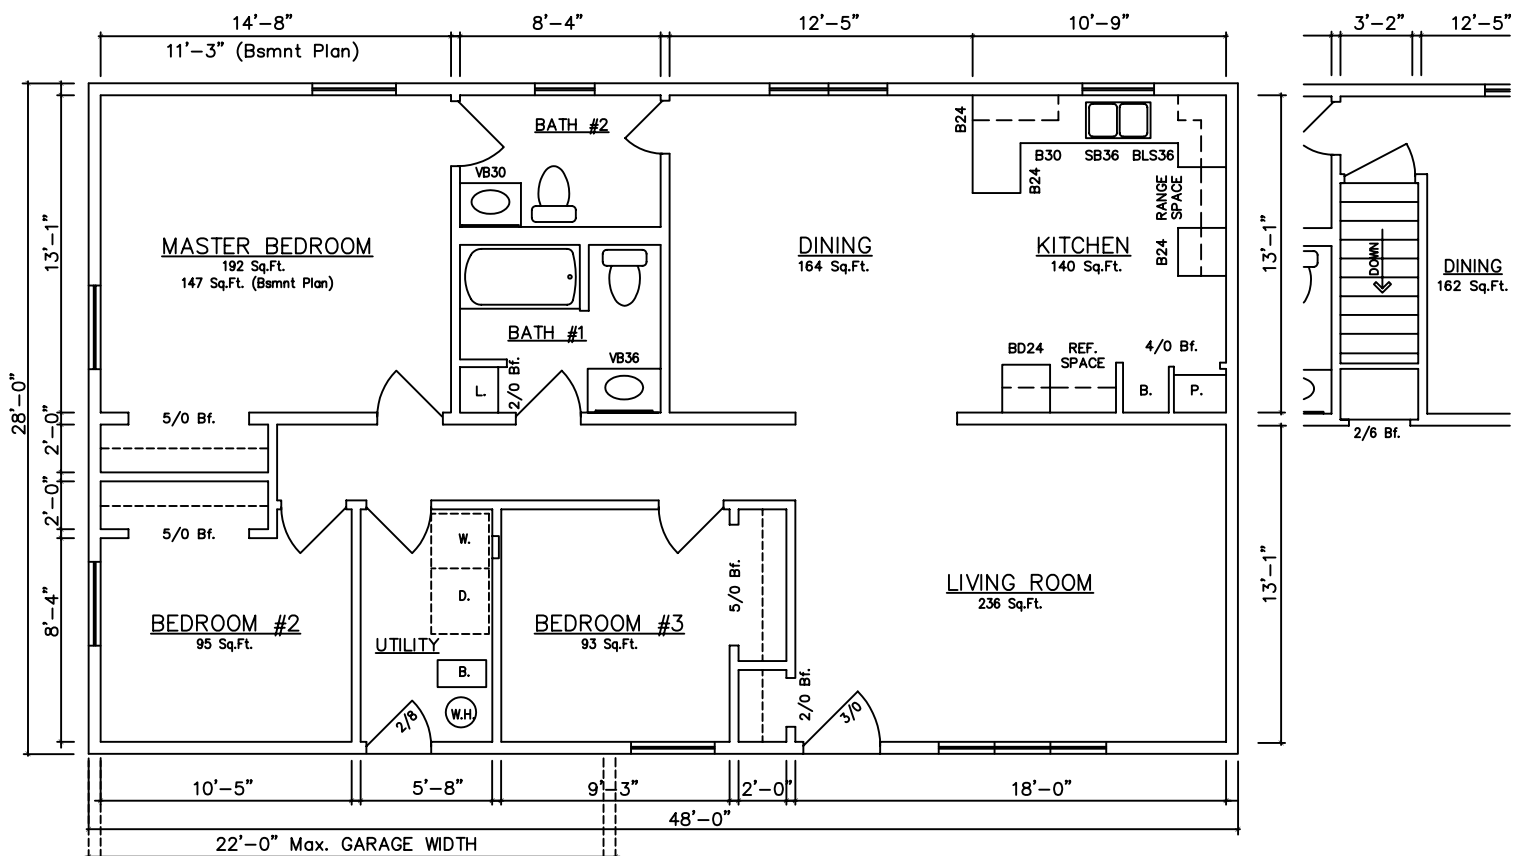 14'-8"
8'-4"
12'-5"
10'-9"
3'-2"
12'-5"
11'-3" (Bsmnt Plan)
BATH #2
B24
B30
SB36
BLS36
VB30
B24
RANGE
SPACE
13'-1"
MASTER BEDROOM
192 Sq.Ft.
147 Sq.Ft. (Bsmnt Plan)
DINING
164 Sq.Ft.
KITCHEN
140 Sq.Ft.
B24
13'-1"
DOWN
DINING
162 Sq.Ft.
BATH #1
VB36
BD24
REF.
SPACE
4/0 Bf.
L.
2/0 Bf.
B.
P.
28'-0"
2'-0"
5/0 Bf.
2/6 Bf.
2'-0"
5/0 Bf.
W.
D.
5/0 Bf.
LIVING ROOM
236 Sq.Ft.
13'-1"
8'-4"
BEDROOM #2
95 Sq.Ft.
UTILITY
BEDROOM #3
93 Sq.Ft.
B.
W.H.
2/8
2/0 Bf.
3/0
10'-5"
5'-8"
9'-3"
2'-0"
18'-0"
48'-0"
22'-0" Max. GARAGE WIDTH